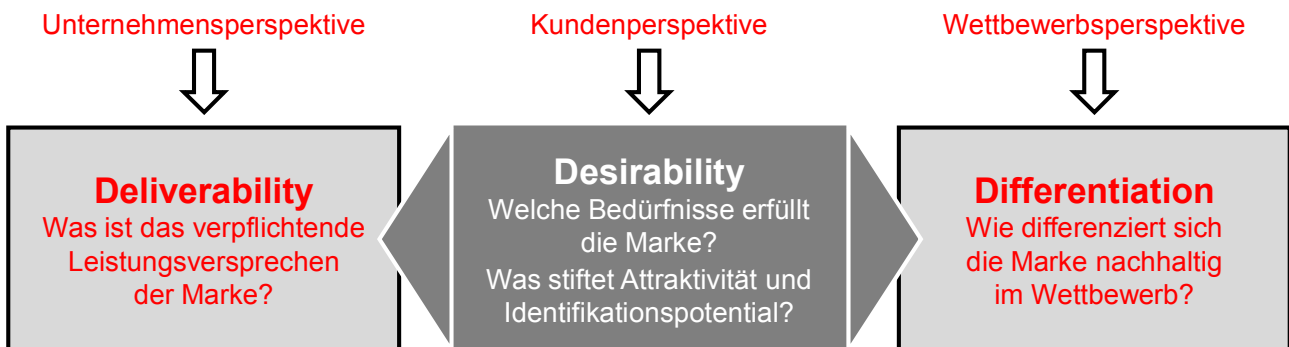 Unternehmensperspektive
Kundenperspektive
Wettbewerbsperspektive
Deliverability
Was ist das verpflichtende
Leistungsversprechen
der Marke?
Desirability
Welche Bedürfnisse erfüllt
die Marke?
Was stiftet Attraktivität und
Identifikationspotential?
Differentiation
Wie differenziert sich
die Marke nachhaltig
im Wettbewerb?